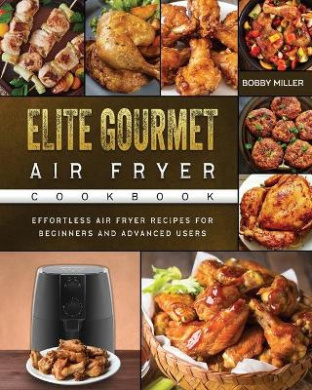 BOBBY MILLER
ELITE GOURMET
AIR FRYER
COOKBOOK
EFFORTLESS AIR FRYER RECIPES FOR
BEGINNERS AND ADVANCED USERS